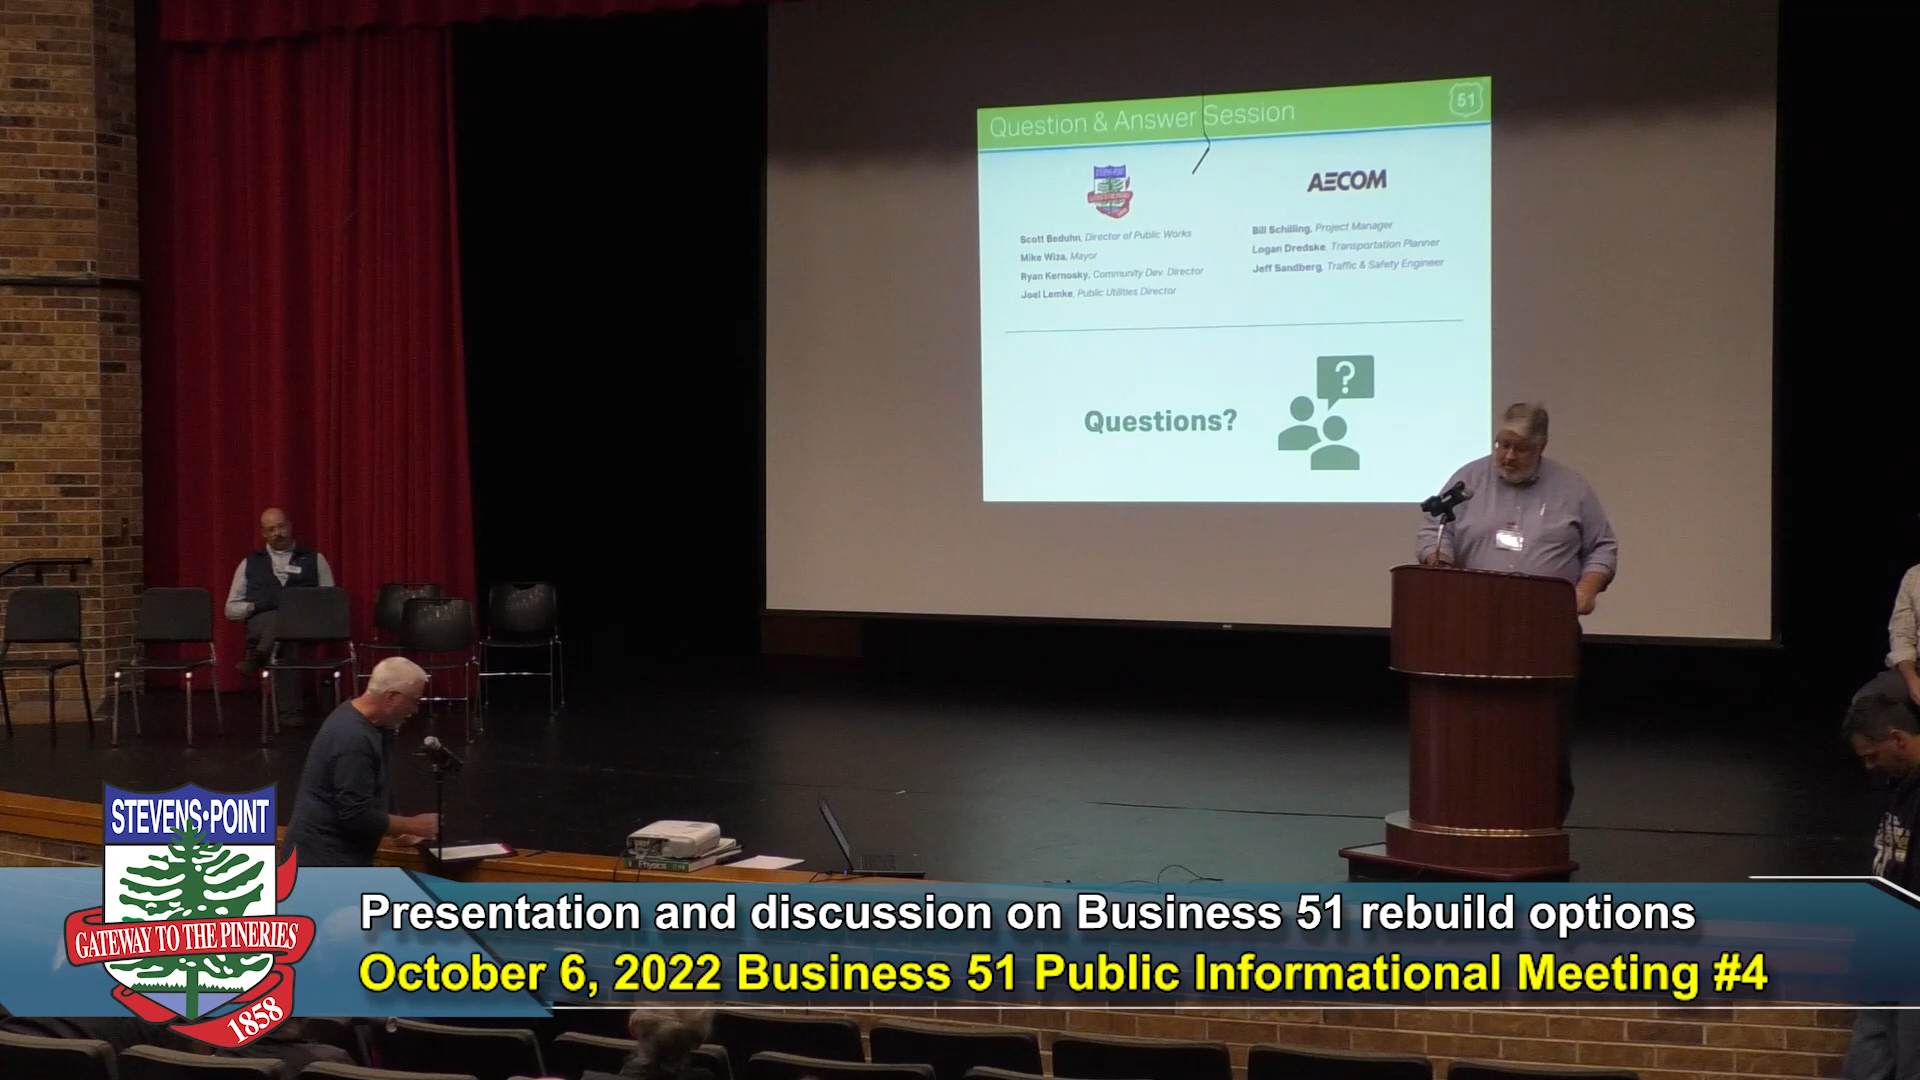 Question & Answer Session
51
STEVENS·POINT
AECOM
Scott Beduhn, Director of Public Works
Mike Wiza, Mayor
Ryan Kernosky, Community Dev. Director
Joel Lemke, Public Utilities Director
Bill Schilling, Project Manager
Logan Dredske, Transportation Planner
Jeff Sandberg, Traffic & Safety Engineer
Questions?
?
Physics
STEVENS·POINT
GATEWAY TO THE PINERIES
1858
Presentation and discussion on Business 51 rebuild options
October 6, 2022 Business 51 Public Informational Meeting #4